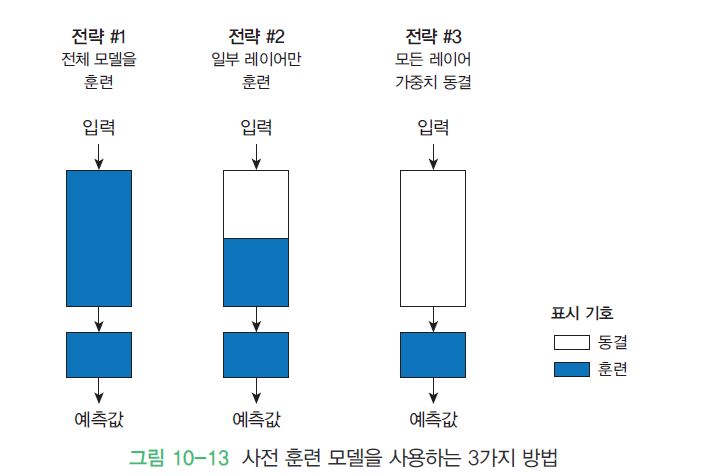 전략 #1
전체 모델을
훈련
전략 #2
일부 레이어만
훈련
전략 #3
모든 레이어
가중치 동결
입력
입력
입력
표시 기호
동결
훈련
예측값
예측값
예측값
그림 10-13 사전 훈련 모델을 사용하는 3가지 방법